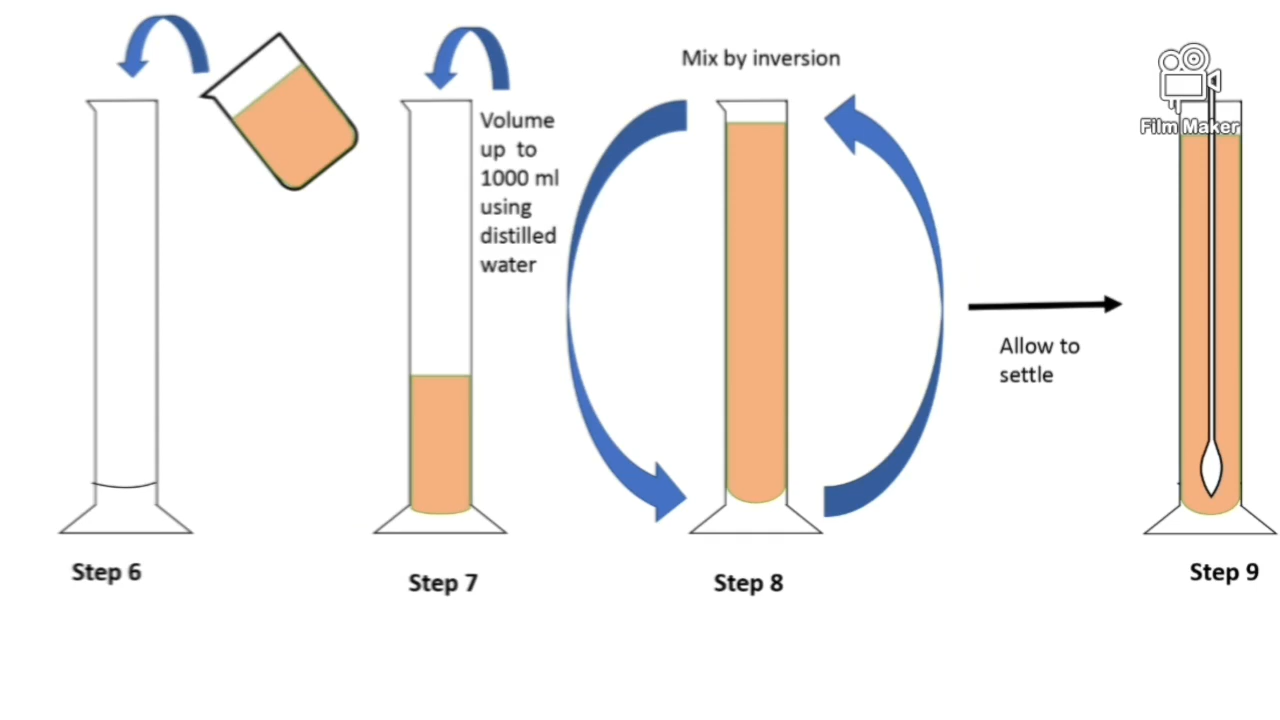 Mix by inversion
Film Maker
Volume
up to
1000 ml
using
distilled
water
Allow to
settle
Step 6
Step 7
Step 8
Step 9